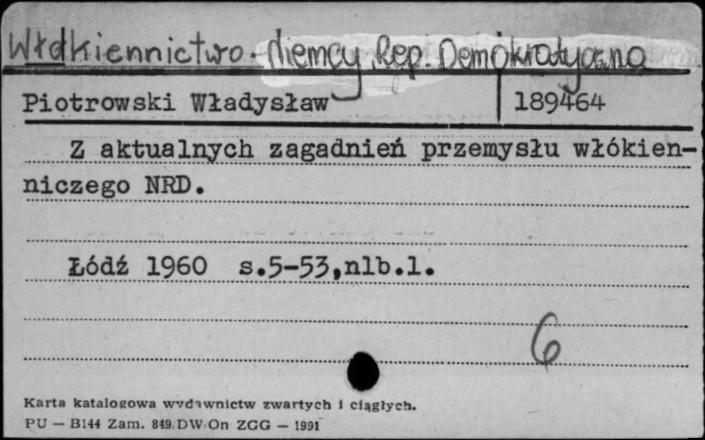 Włókiennictwo - Niemcy, Rep. Demokratyczna
Piotrowski Władysław 189464
Z aktualnych zagadnień przemysłu włókien-
niczego NRD.
Łódź 1960 s.5-53,nlb.1.
6
Karta katalogowa wydawnictw zwartych i ciągłych.
PU — B144 Zam. 849 DW On ZGG — 1991